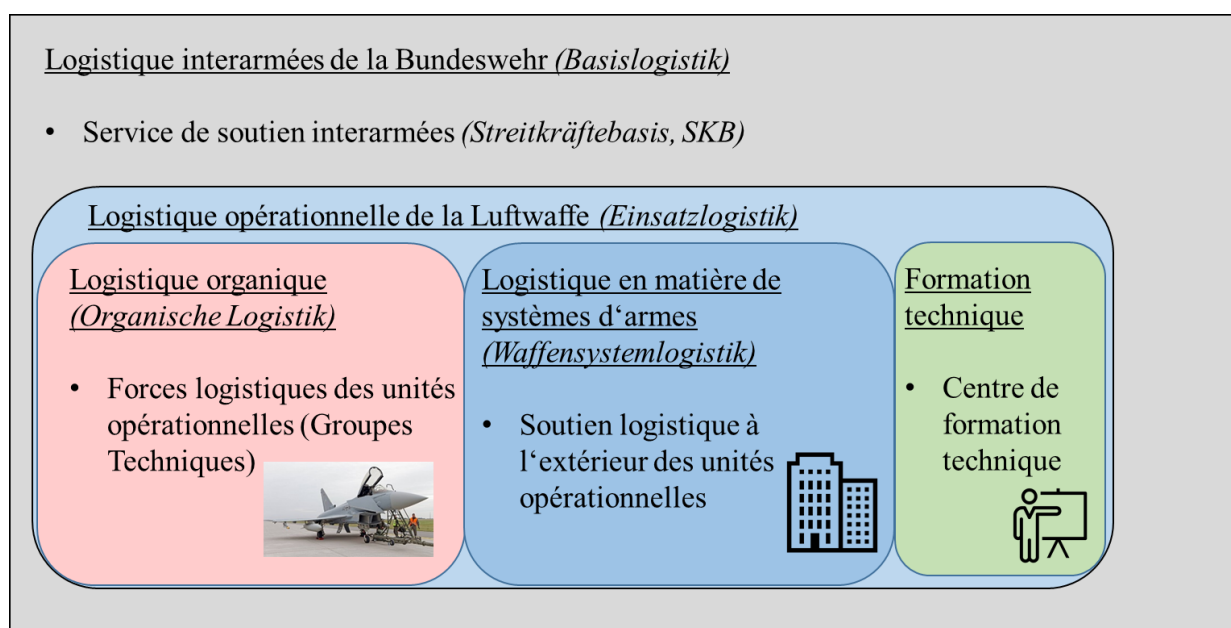 Logistique interarmées de la Bundeswehr (Basislogistik)
• Service de soutien interarmées (Streitkräftebasis, SKB)
Logistique opérationnelle de la Luftwaffe (Einsatzlogistik)
Logistique organique
(Organische Logistik)
• Forces logistiques des unités
opérationnelles (Groupes
Techniques)
Logistique en matière de
systèmes d‘armes
(Waffensystemlogistik)
• Soutien logistique à
l‘extérieur des unités
opérationnelles
Formation
technique
• Centre de
formation
technique